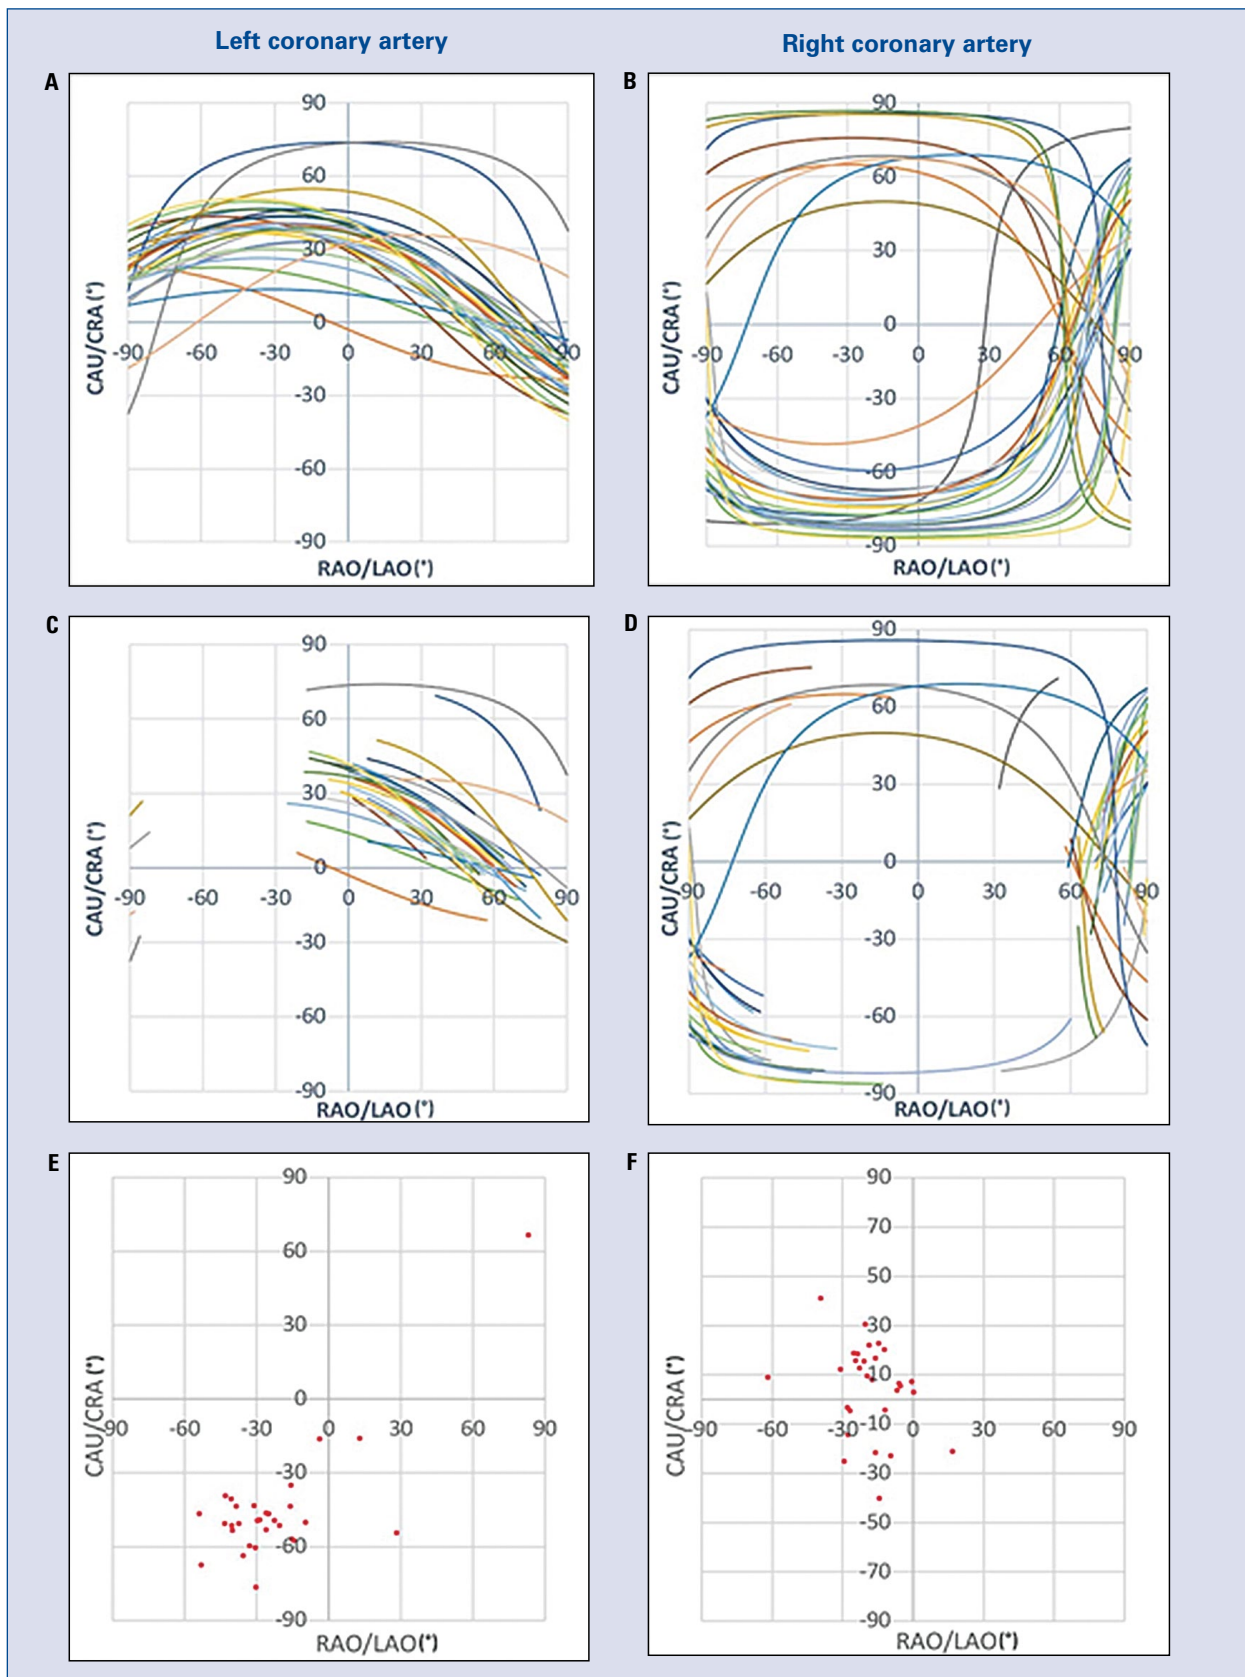 Left coronary artery
Right coronary artery
A
90
60
30
0
-90 -60 -30 0 30 60 90
-30
-60
-90
CAU/CRA (°)
RAO/LAO (°)
B
90
60
30
0
-90 -60 -30 0 30 60 90
-30
-60
-90
CAU/CRA (°)
RAO/LAO (°)
C
90
60
30
0
-90 -60 -30 0 30 60 90
-30
-60
-90
CAU/CRA (°)
RAO/LAO (°)
D
90
60
30
0
90 -60 -30 0 30 60 90
-30
-60
-90
CAU/CRA (°)
RAO/LAO (°)
E
90
60
30
0
-90 -60 -30 0 30 60 90
-30
-60
-90
CAU/CRA (°)
RAO/LAO (°)
F
90
70
50
30
10
-10
-90 -60 -30 0 30 60 90
-30
-50
-70
-90
CAU/CRA (°)
RAO/LAO (°)